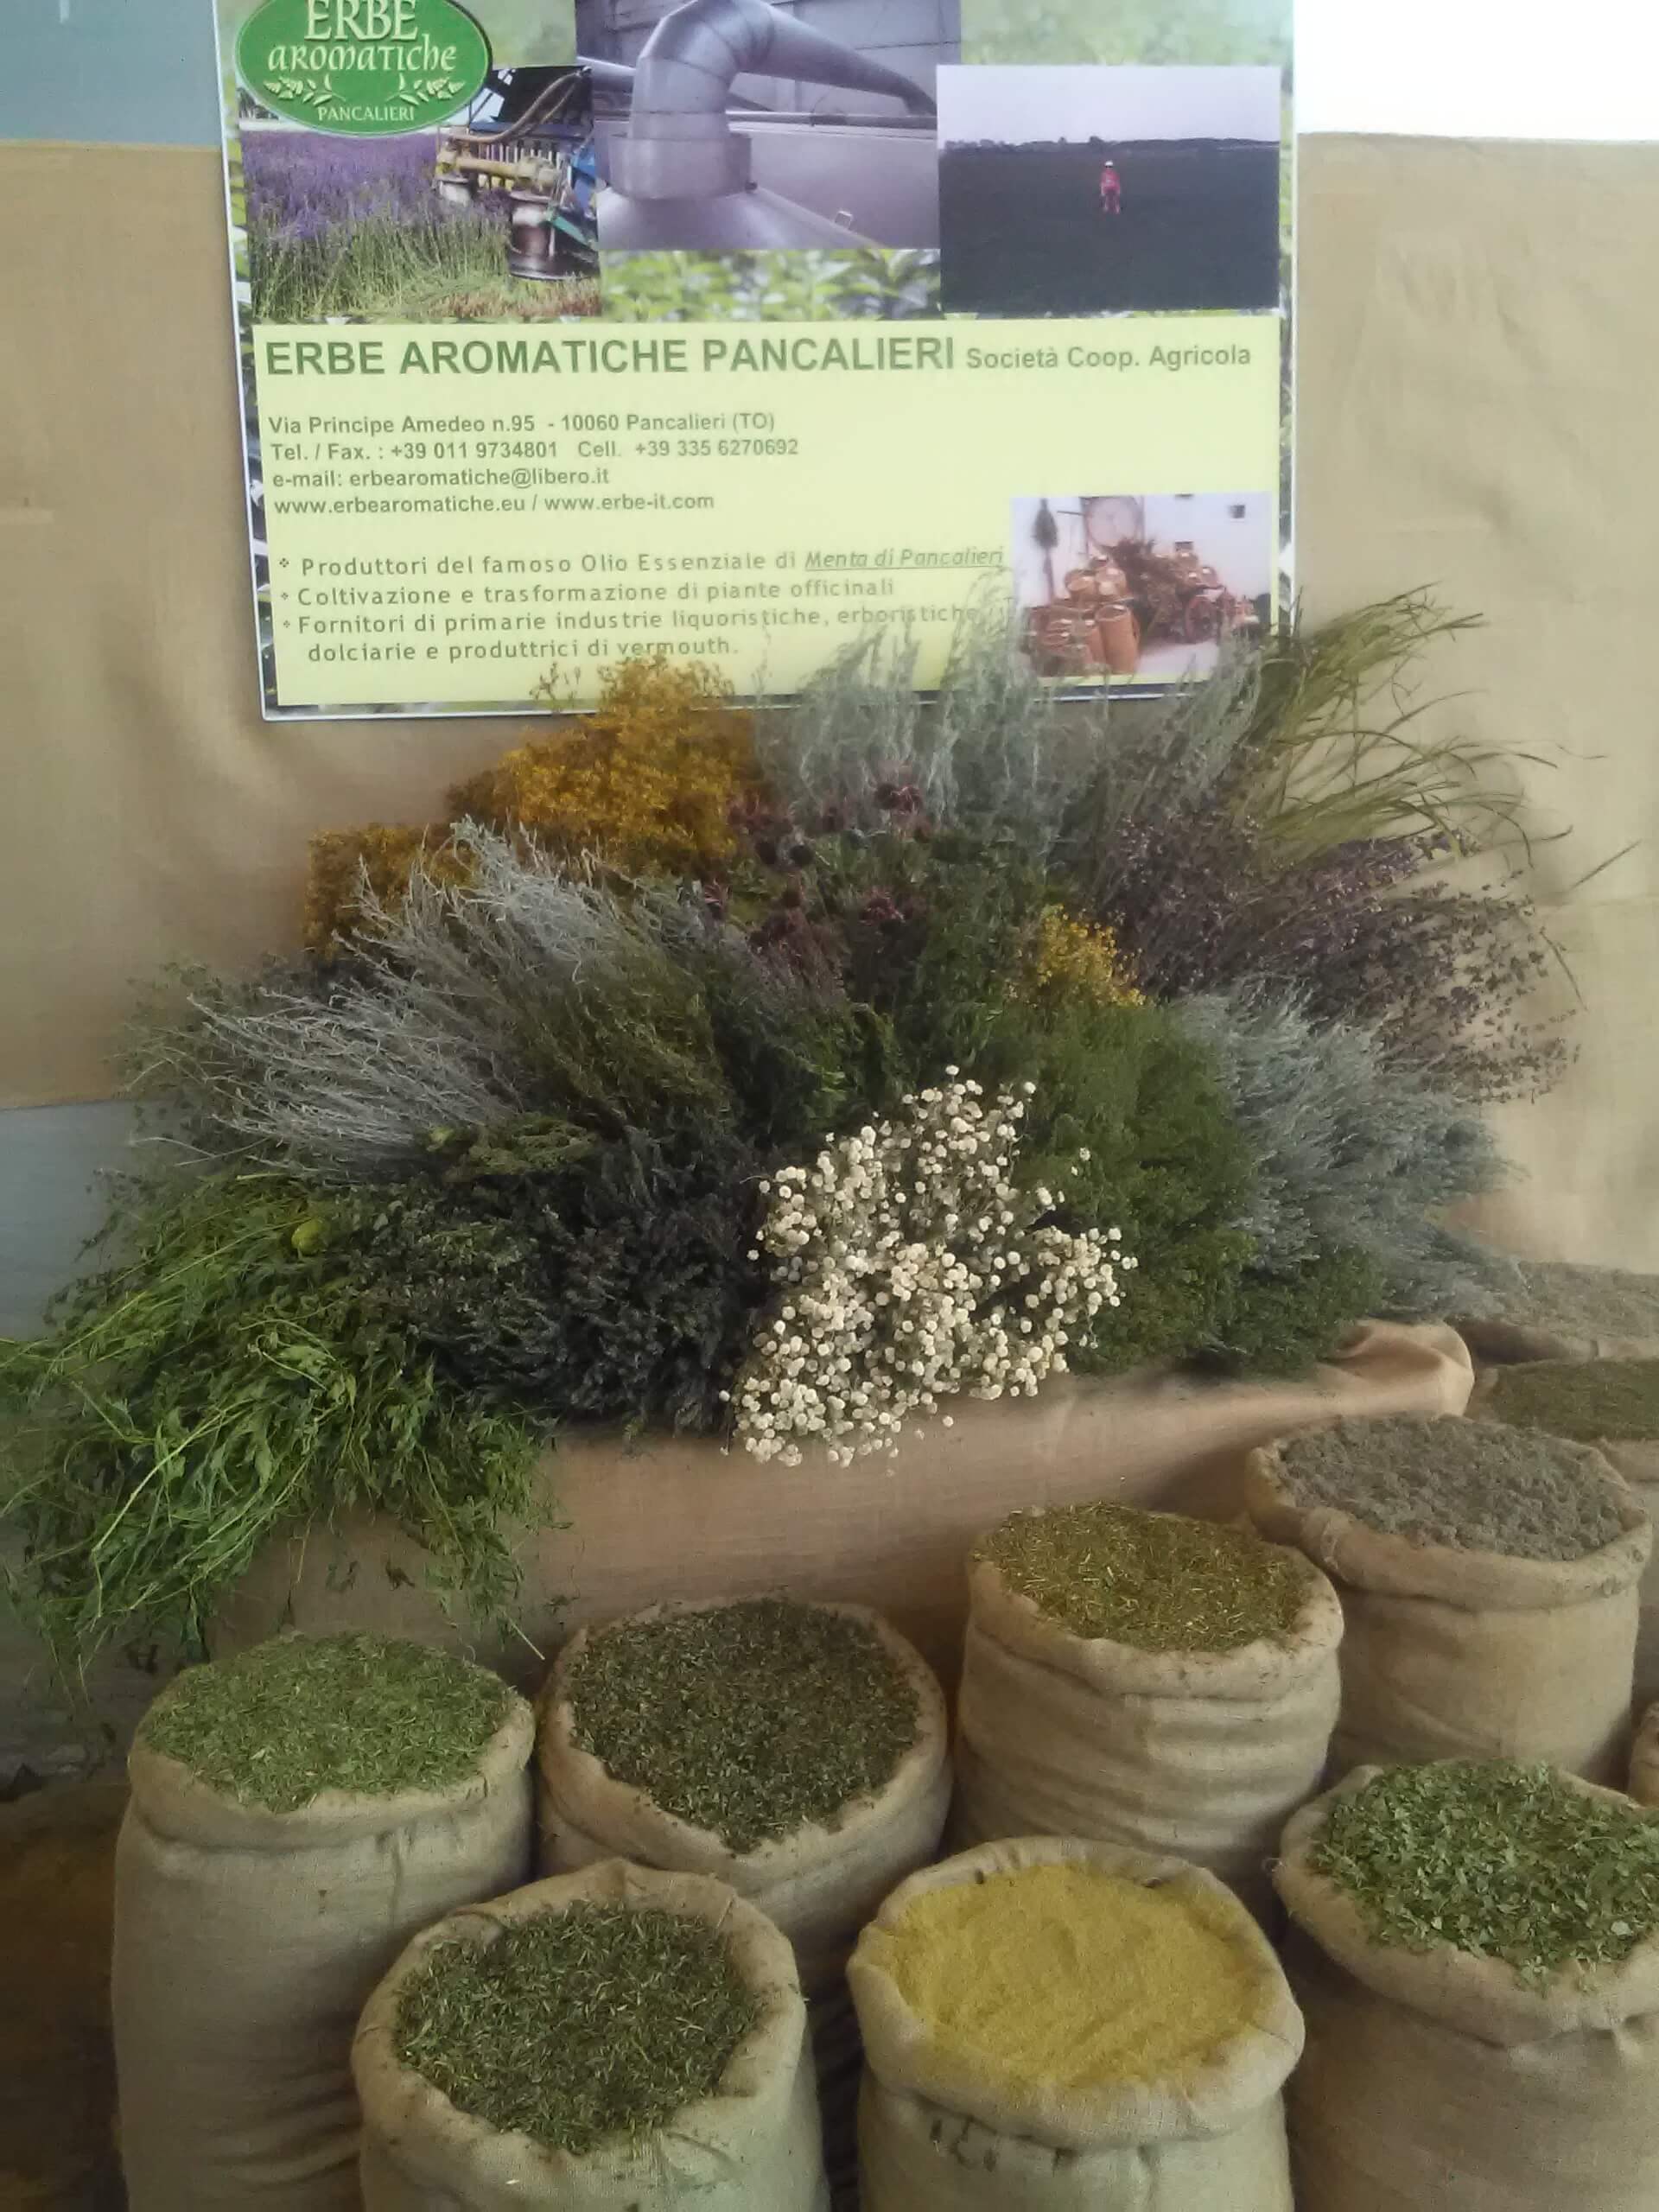 ERBE
aromatiche
PANCALIERI
ERBE AROMATICHE PANCALIERI Società Coop. Agricola
Via Principe Amedeo n.95 - 10060 Pancalieri (TO)
Tel. / Fax. : +39 011 9734801 Cell. +39 335 6270692
e-mail: erbearomatiche@libero.it
www.erbearomatiche.eu / www.erbe-it.com
Produttori del famoso Olio Essenziale di Menta di Pancalieri
Coltivazione e trasformazione di piante officinali
Fornitori di primarie industrie liquoristiche, erboristiche,
dolciarie e produttrici di vermouth.